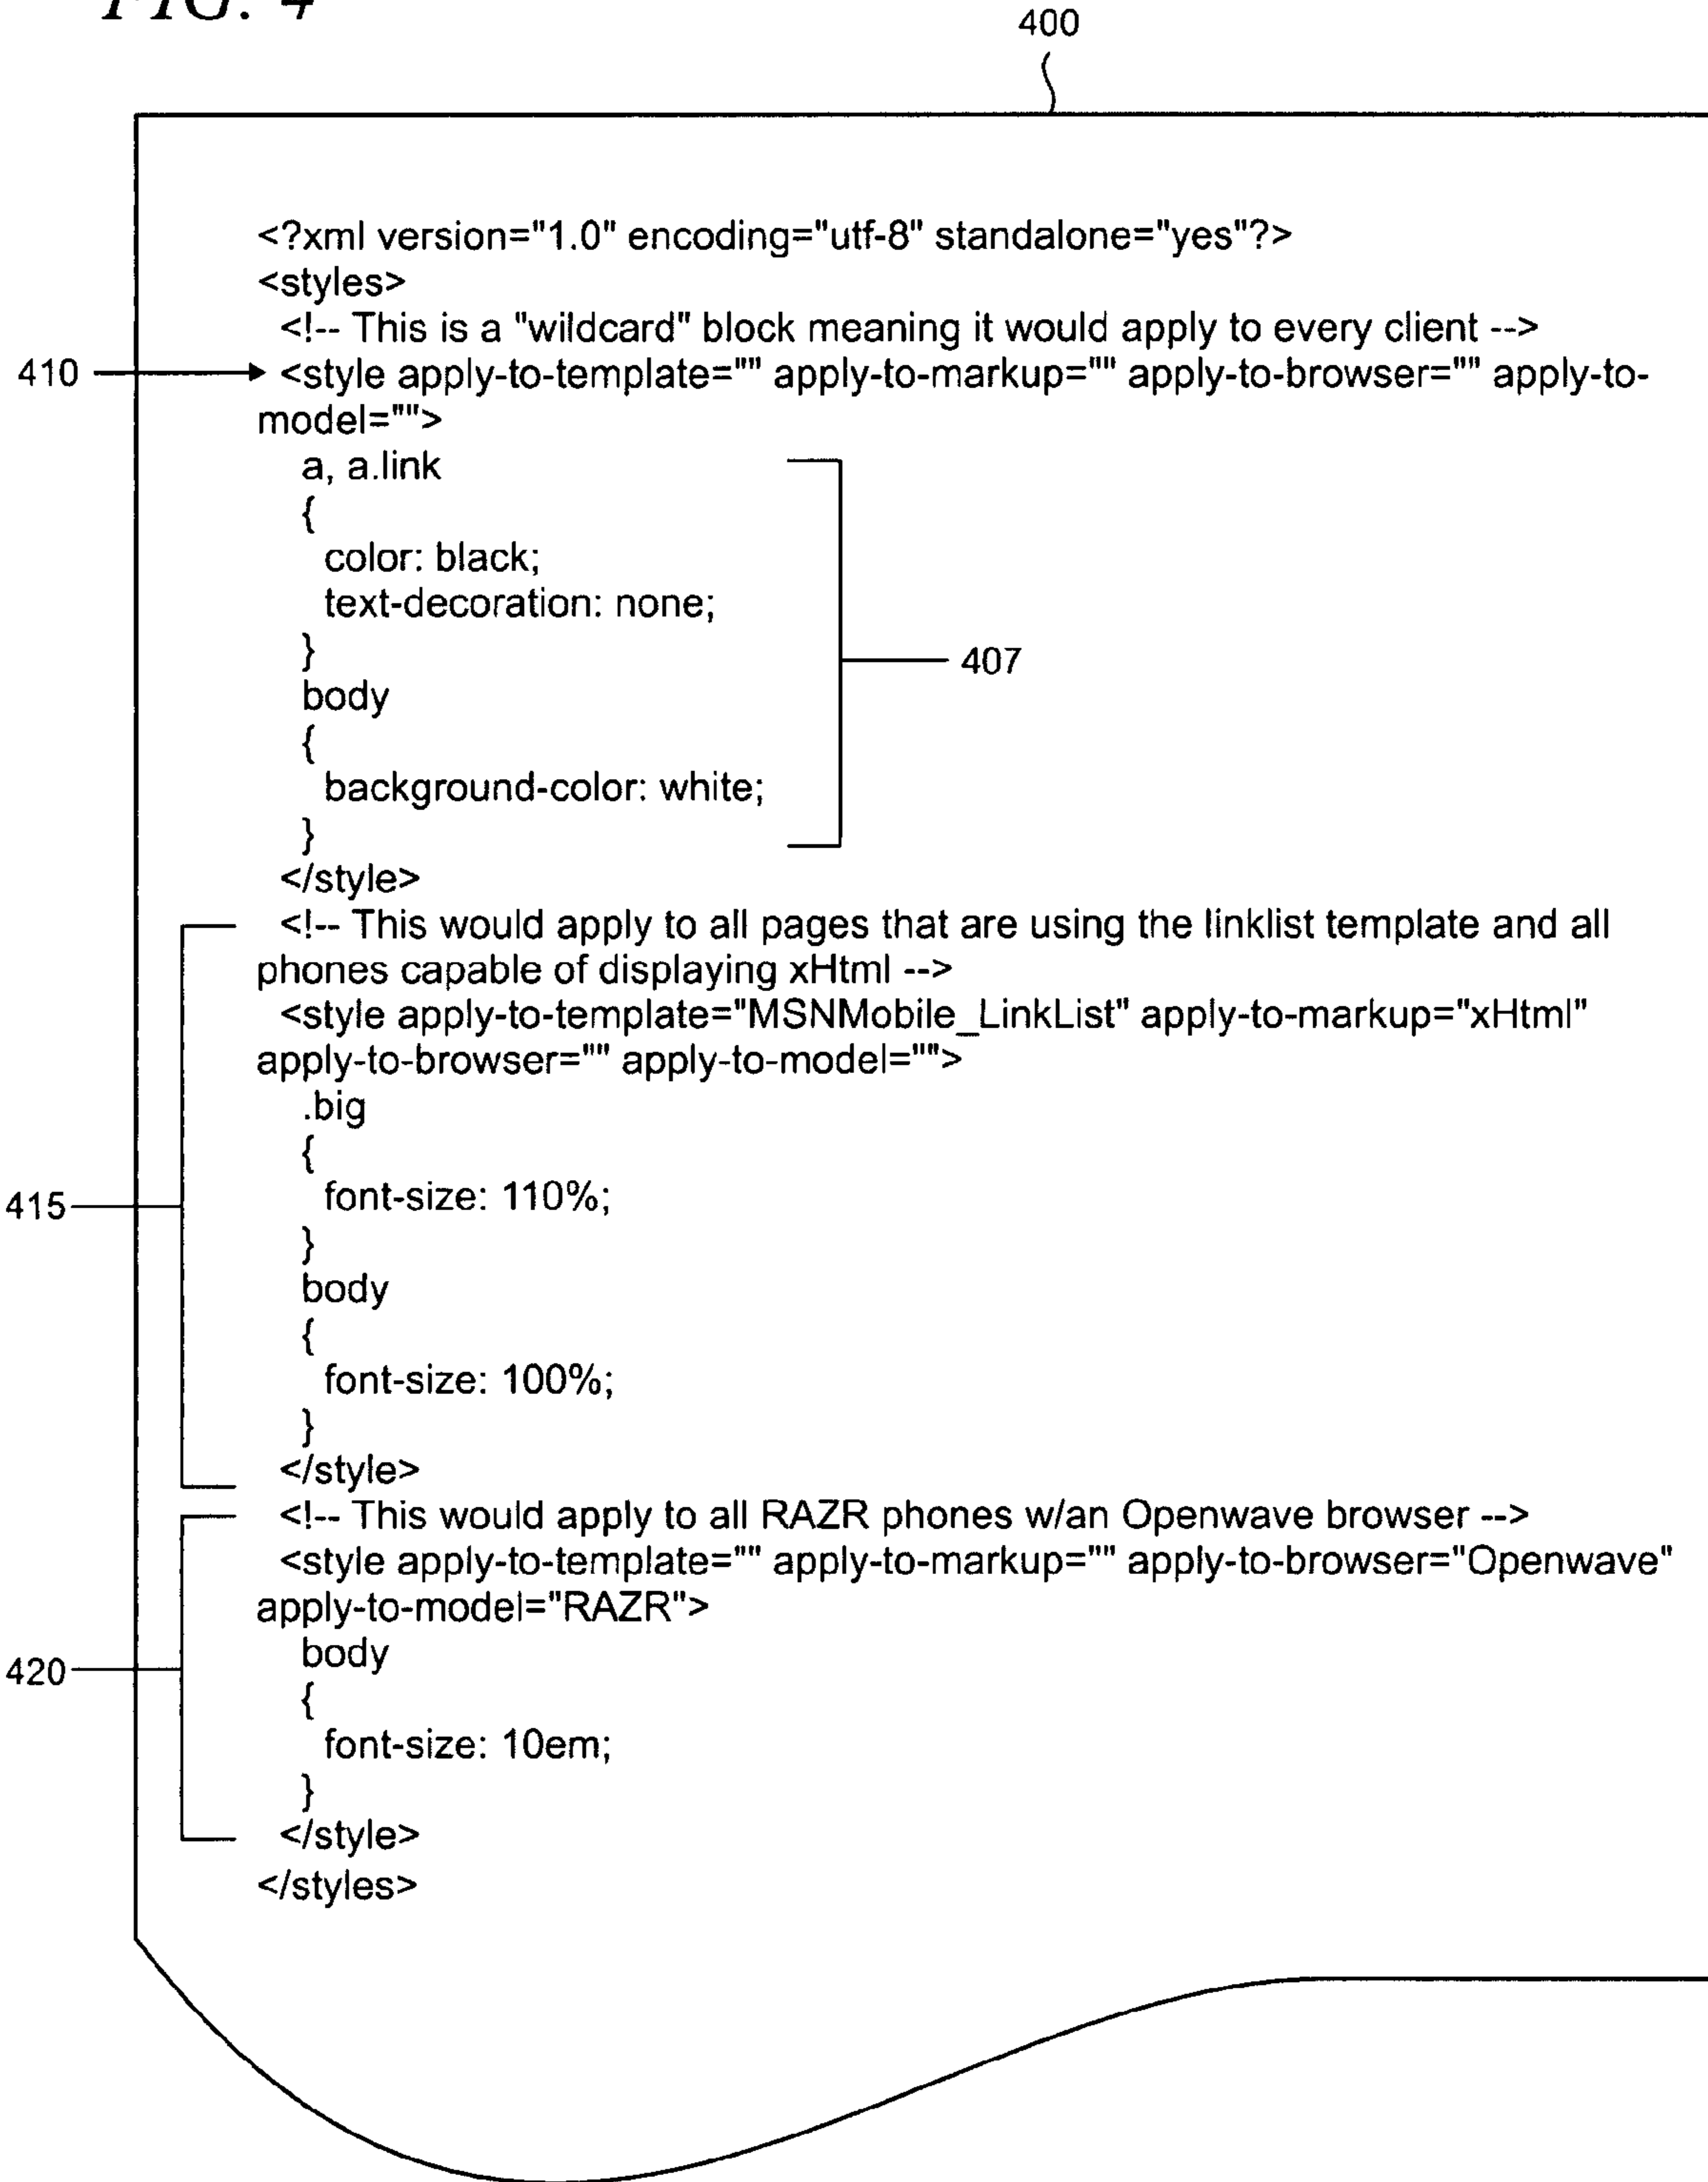 FIG. 4
400
<?xml version="1.0" encoding="utf-8" standalone="yes"?>
<styles>
<!-- This is a "wildcard" block meaning it would apply to every client -->
410
<style apply-to-template="" apply-to-markup="" apply-to-browser="" apply-to-
model="">
a, a.link
{
color: black;
text-decoration: none;
}
407
body
{
background-color: white;
}
</style>
<!-- This would apply to all pages that are using the linklist template and all
phones capable of displaying xHtml -->
<style apply-to-template="MSNMobile_LinkList" apply-to-markup="xHtml"
apply-to-browser="" apply-to-model="">
.big
{
415
font-size: 110%;
}
body
{
font-size: 100%;
}
</style>
<!-- This would apply to all RAZR phones w/an Openwave browser -->
<style apply-to-template="" apply-to-markup="" apply-to-browser="Openwave"
apply-to-model="RAZR">
body
420
{
font-size: 10em;
}
</style>
</styles>